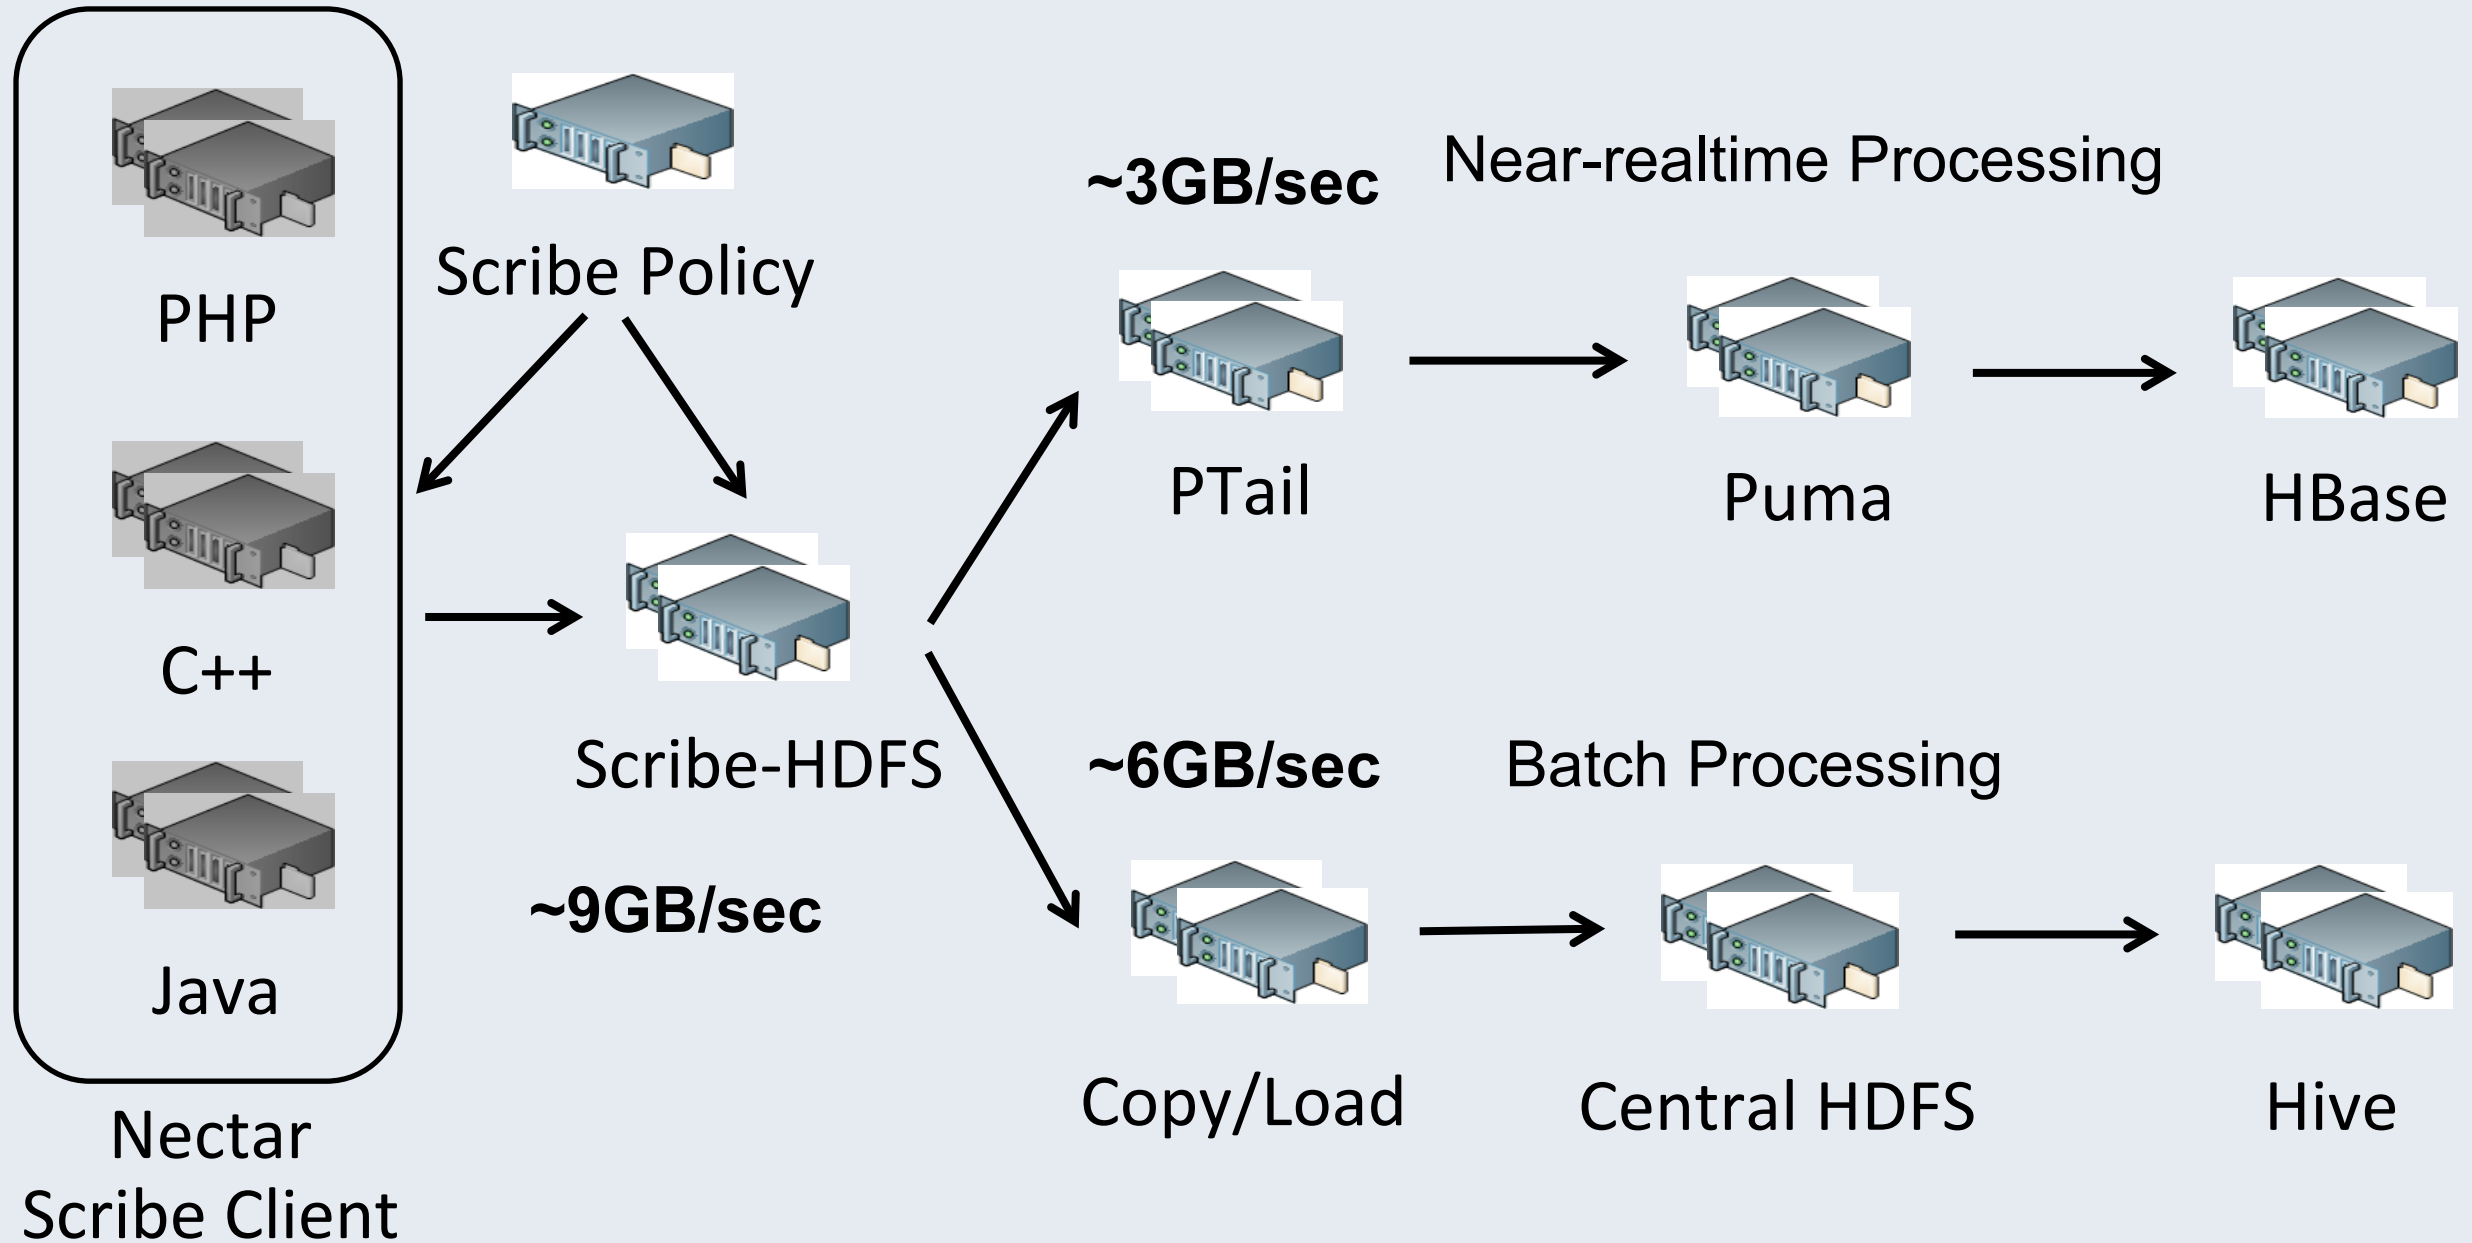 PHP
C++
Java
Nectar
Scribe Client
Scribe Policy
Scribe-HDFS
~9GB/sec
~3GB/sec
Near-realtime Processing
PTail
Puma
HBase
~6GB/sec
Batch Processing
Copy/Load
Central HDFS
Hive